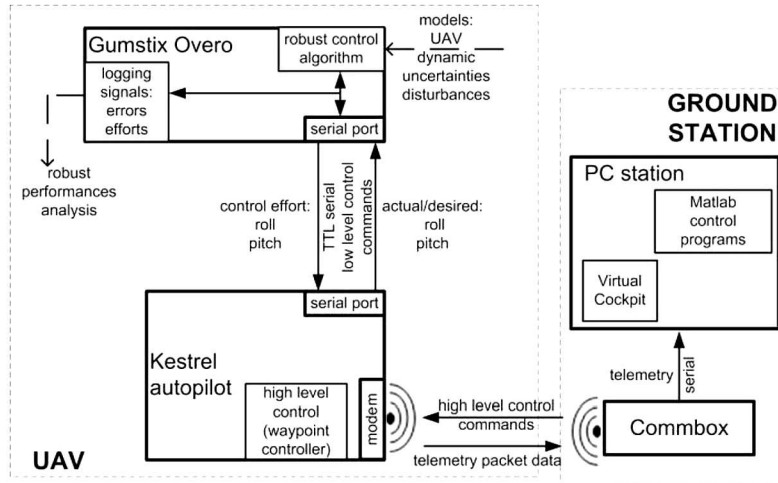 models:
UAV
dynamic
uncertainties
disturbances
Gumstix Overo
robust control
algorithm
logging
signals:
errors
efforts
serial port
robust
performances
analysis
control effort:
roll
pitch
TTL serial
low level control
commands
actual/desired:
roll
pitch
serial port
Kestrel
autopilot
high level
control
(waypoint
controller)
modem
UAV
high level control
commands
telemetry packet data
GROUND
STATION
PC station
Matlab
control
programs
Virtual
Cockpit
telemetry
serial
Commbox